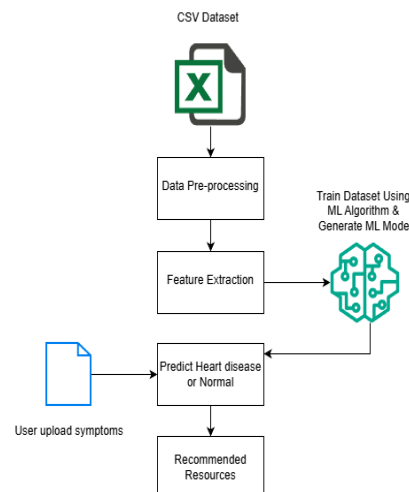 CSV Dataset
X
Data Pre-processing
Train Dataset Using
ML Algorithm &
Generate ML Model
Feature Extraction
Predict Heart disease
or Normal
User upload symptoms
Recommended
Resources